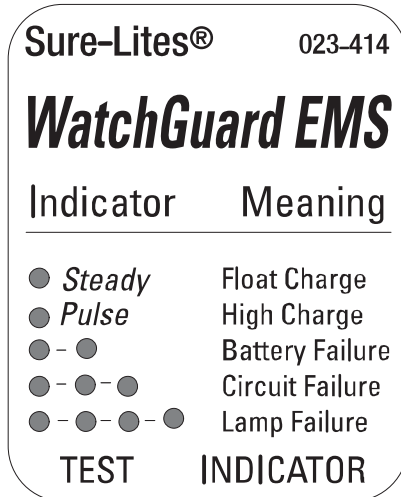 Sure-Lites® 023-414
WatchGuard EMS
Indicator Meaning
Steady Float Charge
Pulse High Charge
- Battery Failure
- - Circuit Failure
- - - Lamp Failure
TEST INDICATOR